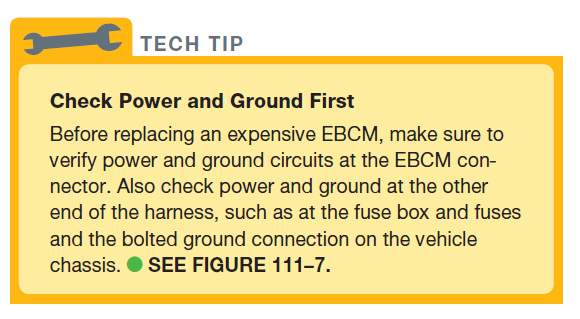 TECH TIP
Check Power and Ground First
Before replacing an expensive EBCM, make sure to
verify power and ground circuits at the EBCM con-
nector. Also check power and ground at the other
end of the harness, such as at the fuse box and fuses
and the bolted ground connection on the vehicle
chassis. ● SEE FIGURE 111–7.